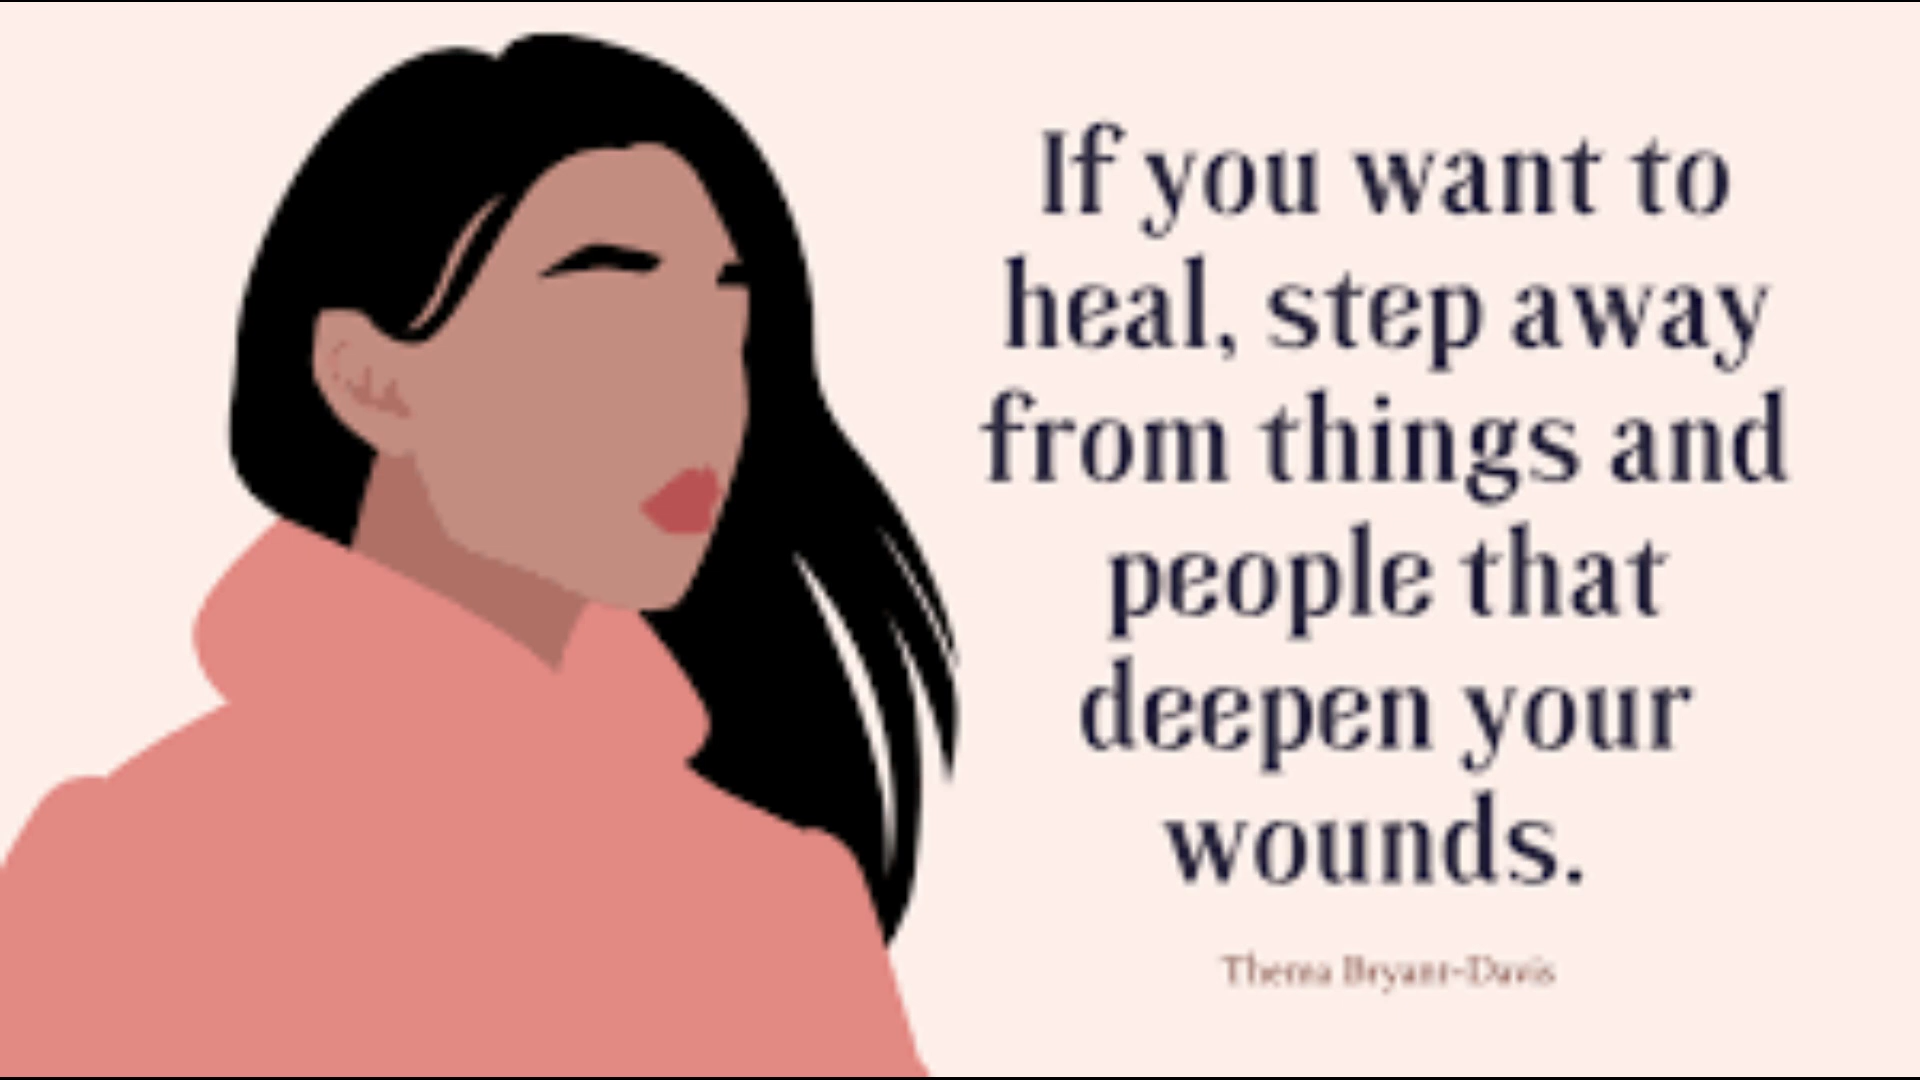 If you want to
heal, step away
from things and
people that
deepen your
wounds.
Thema Bryant-Davis